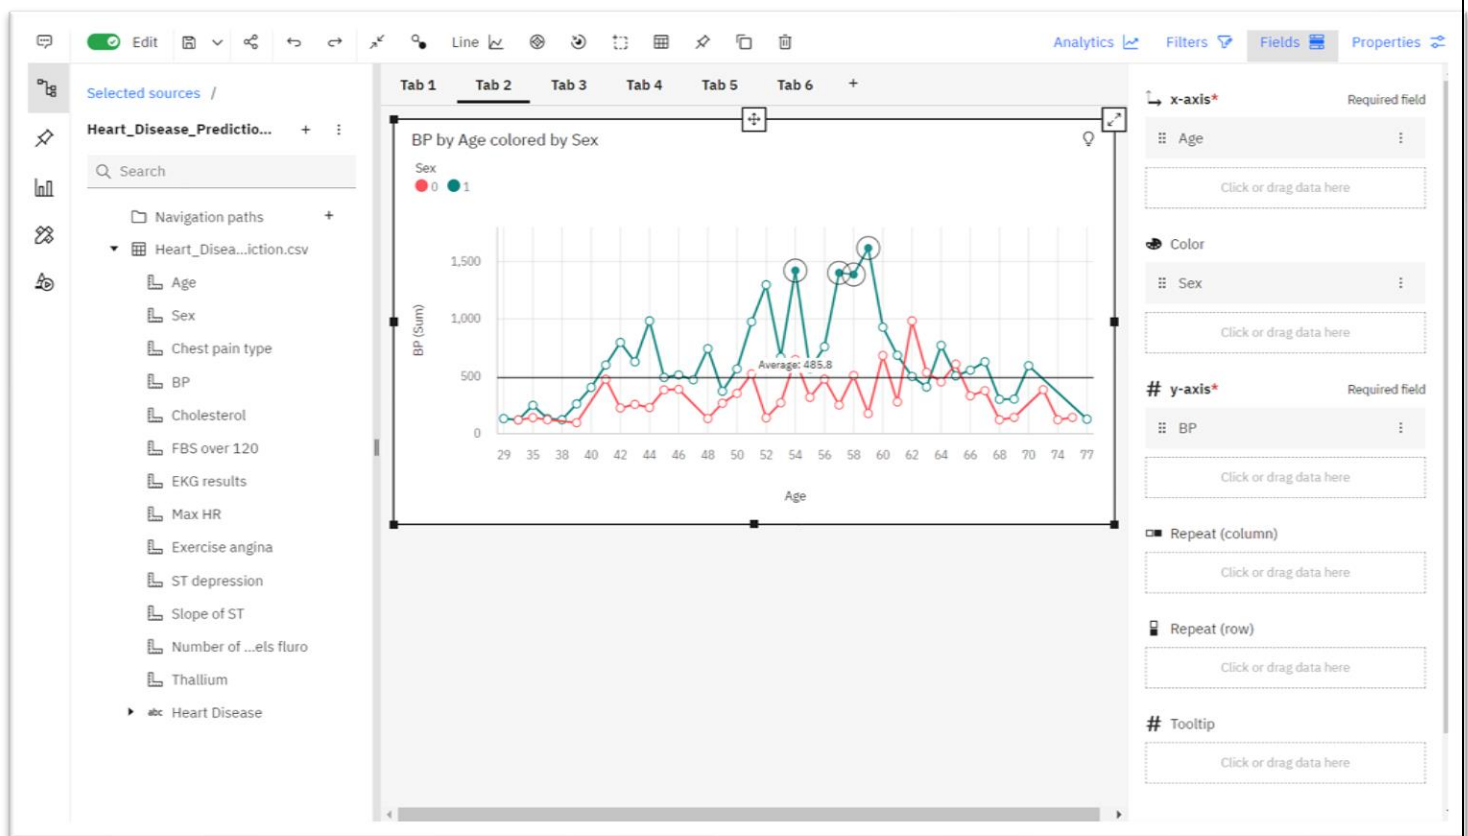 Edit
Line
Analytics
Filters
Fields
Properties
Selected sources /
Heart_Disease_Predictio...
Search
Navigation paths
Heart_Disea...iction.csv
Age
Sex
Chest pain type
BP
Cholesterol
FBS over 120
EKG results
Max HR
Exercise angina
ST depression
Slope of ST
Number of ...els fluro
Thallium
abc Heart Disease
Tab 1 Tab 2 Tab 3 Tab 4 Tab 5 Tab 6 +
BP by Age colored by Sex
Sex
0 1
1,500
1,000
500
0
BP (Sum)
Average: 485.8
29 35 38 40 42 44 46 48 50 52 54 56 58 60 62 64 66 68 70 74 77
Age
x-axis* Required field
Age
Click or drag data here
Color
Sex
Click or drag data here
# y-axis* Required field
# BP
Click or drag data here
Repeat (column)
Click or drag data here
Repeat (row)
Click or drag data here
# Tooltip
Click or drag data here